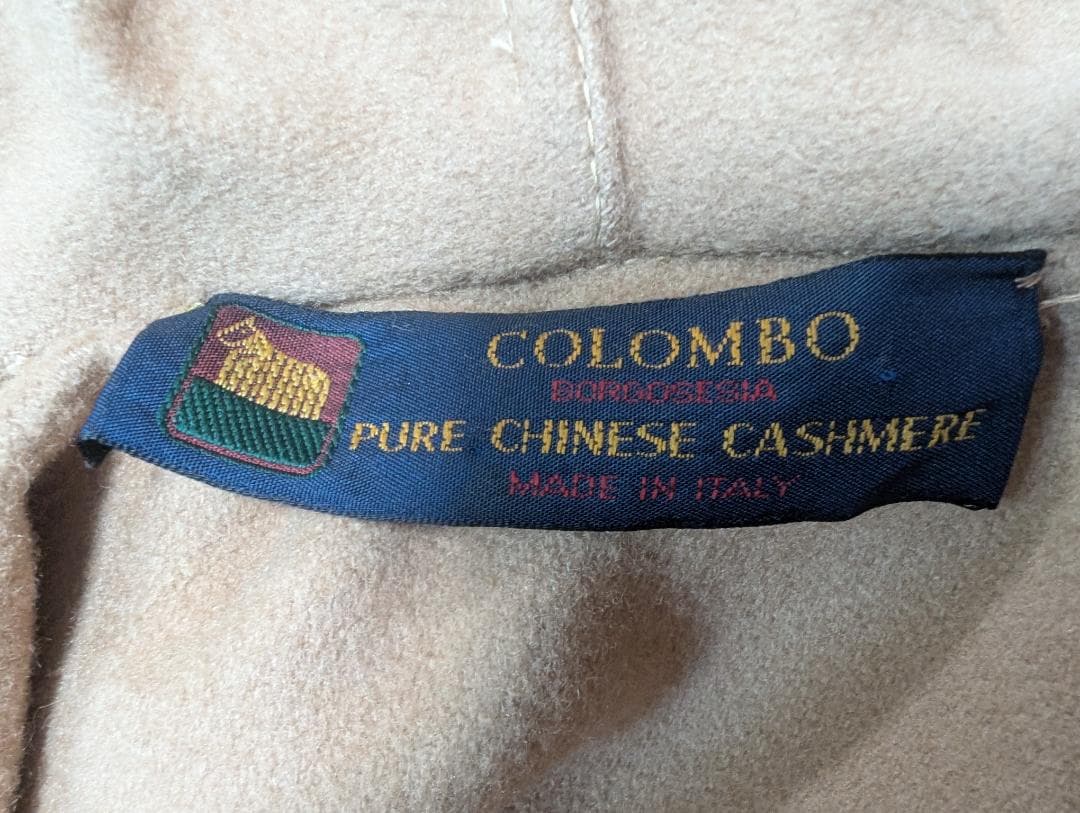 COLOMBO
BORGOSESIA
PURE CHINESE CASHMERE
MADE IN ITALY